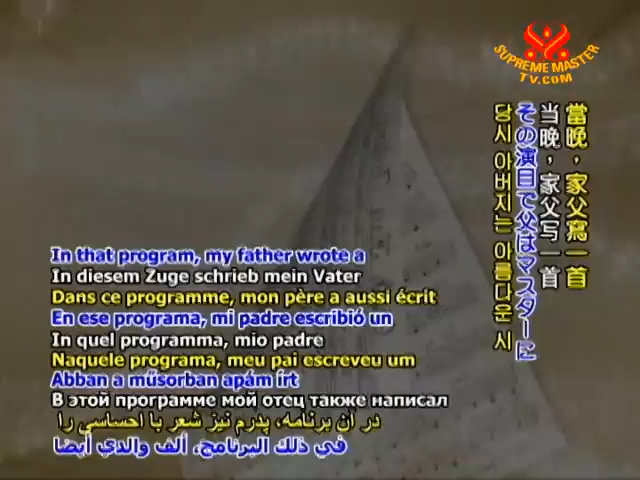 SUPREME MASTER
TV.COM
當晚，家父寫一首
当晚，家父写一首
その演目で父はマスターに
당시 아버지는 아름다운 시
In that program, my father wrote a
In diesem Zuge schrieb mein Vater
Dans ce programme, mon père a aussi écrit
En ese programa, mi padre escribió un
In quel programma, mio padre
Naquele programa, meu pai escreveu um
Abban a műsorban apám írt
В этой программе мой отец также написал
در آن برنامه، پدرم نیز شعر با احساسی را
في ذلك البرنامج، ألف والدي أيضا